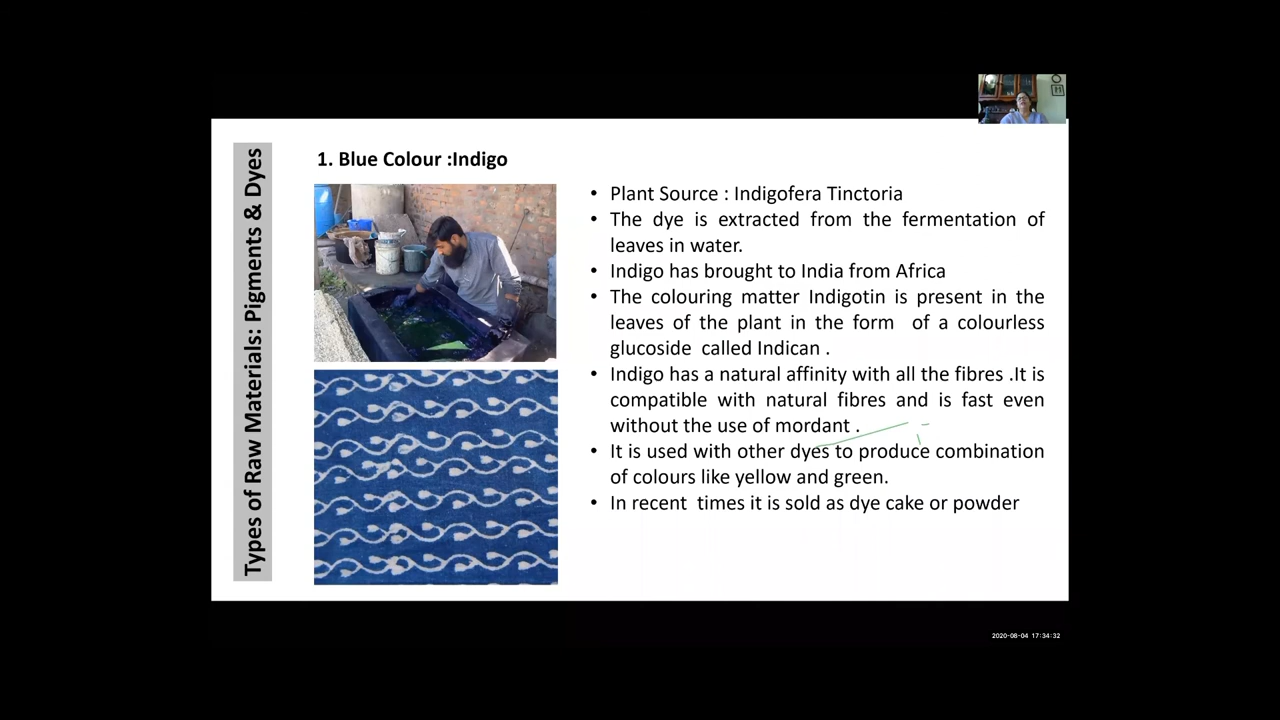 Types of Raw Materials: Pigments & Dyes
1. Blue Colour :Indigo
• Plant Source : Indigofera Tinctoria
• The dye is extracted from the fermentation of
leaves in water.
• Indigo has brought to India from Africa
• The colouring matter Indigotin is present in the
leaves of the plant in the form of a colourless
glucoside called Indican .
• Indigo has a natural affinity with all the fibres .It is
compatible with natural fibres and is fast even
without the use of mordant .
• It is used with other dyes to produce combination
of colours like yellow and green.
• In recent times it is sold as dye cake or powder
2020-08-04 17:34:32